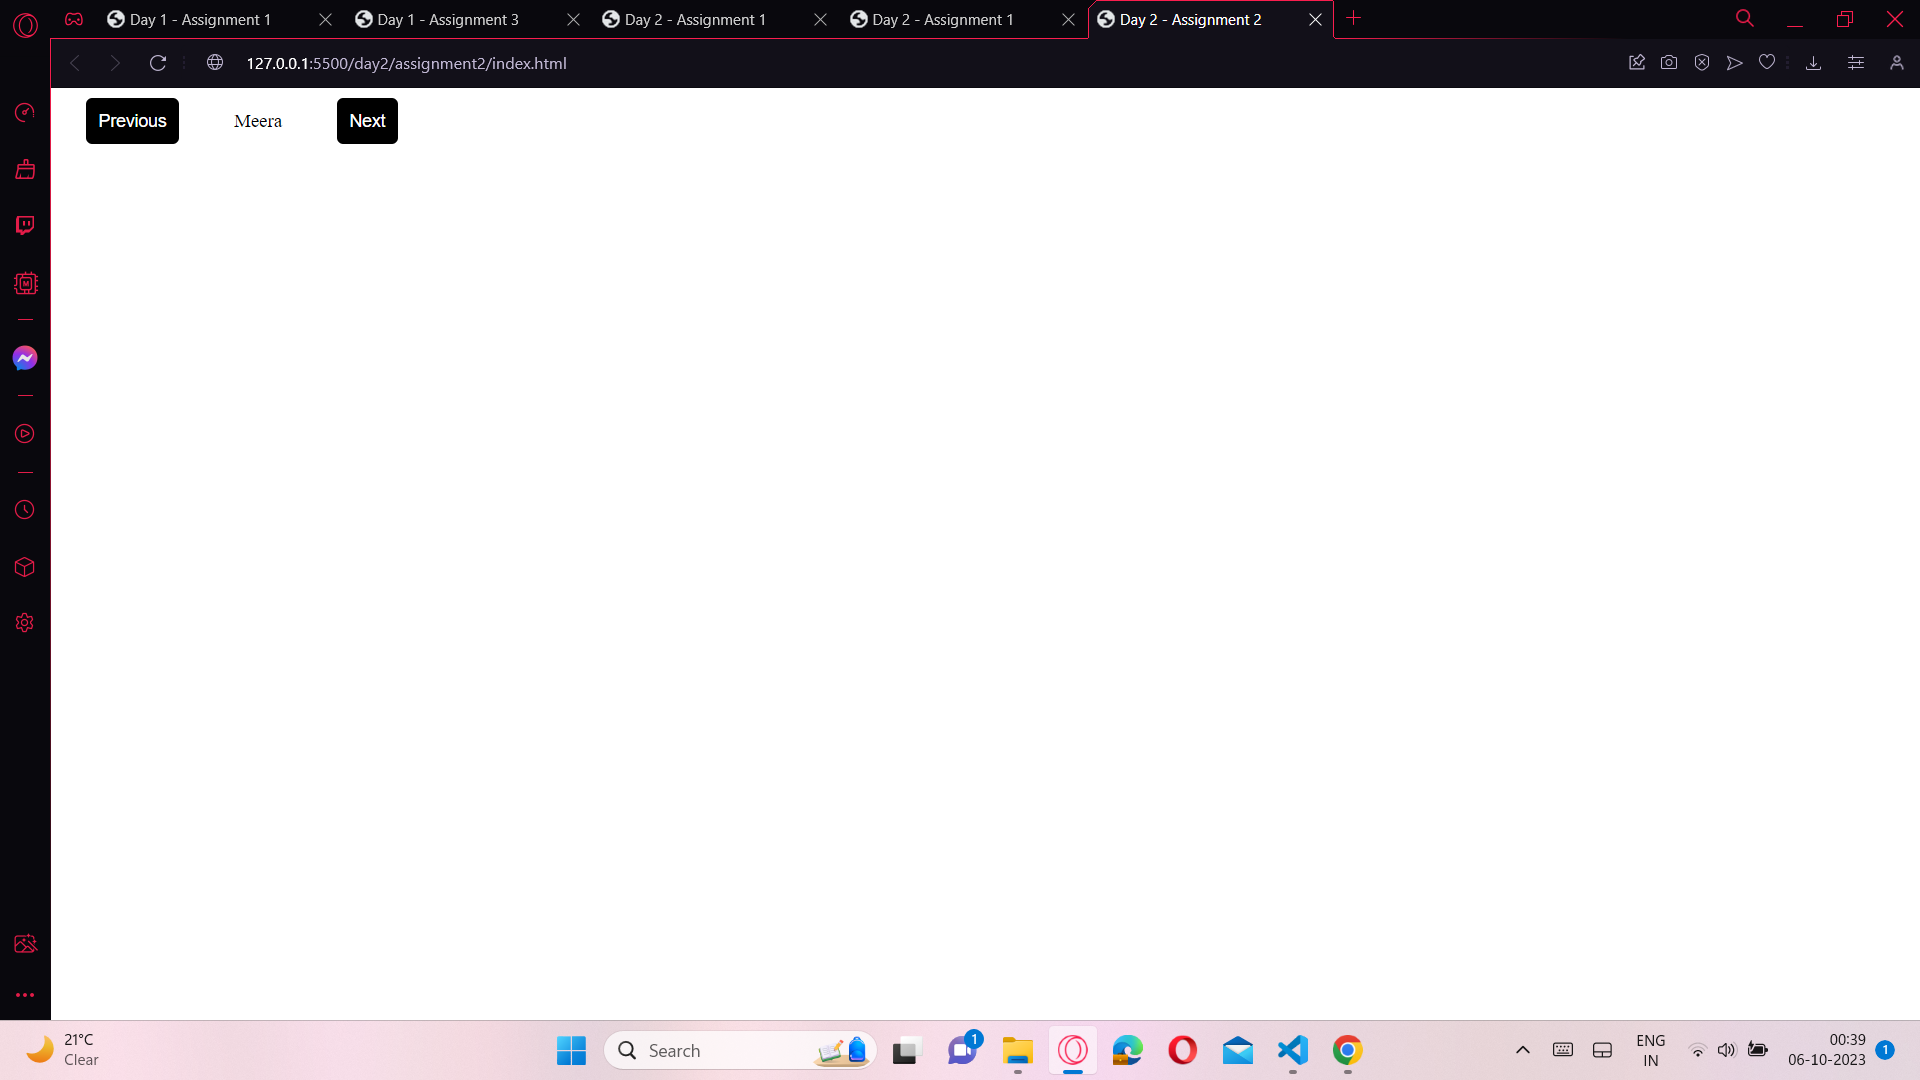 Day 1 - Assignment 1
Day 1 - Assignment 3
Day 2 - Assignment 1
Day 2 - Assignment 1
Day 2 - Assignment 2
127.0.0.1:5500/day2/assignment2/index.html
Previous
Meera
Next
M
21°C
Clear
Search
1
ENG
IN
00:39
06-10-2023
1